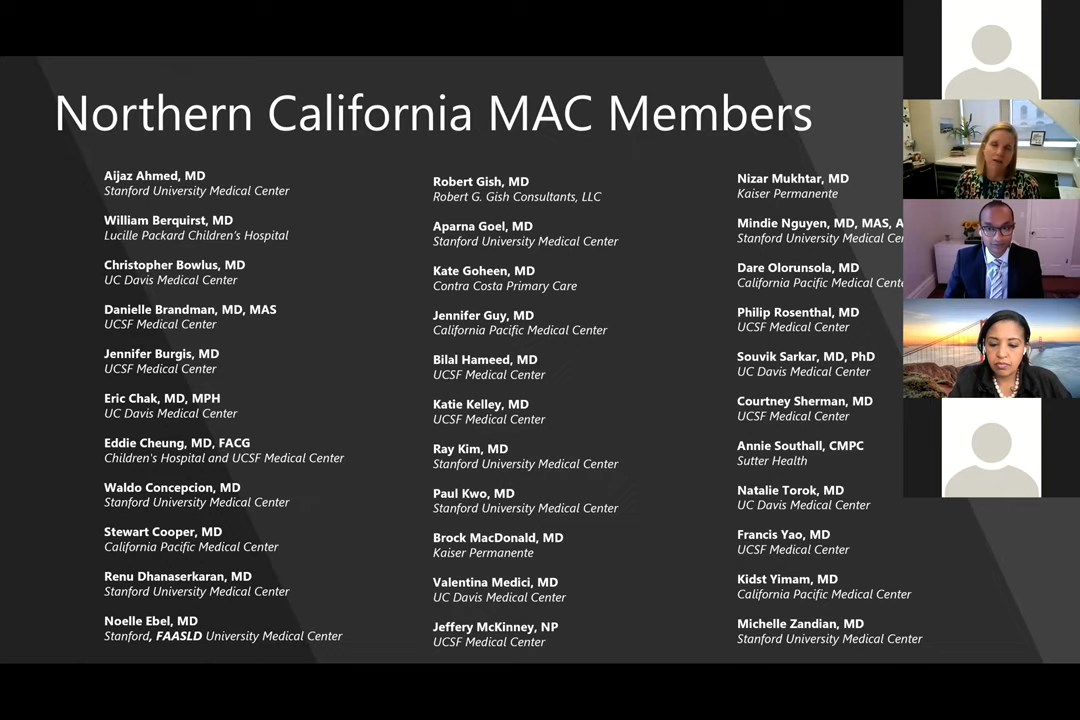 Northern California MAC Members
Aijaz Ahmed, MD
Stanford University Medical Center
William Berquirst, MD
Lucille Packard Children's Hospital
Christopher Bowlus, MD
UC Davis Medical Center
Danielle Brandman, MD, MAS
UCSF Medical Center
Jennifer Burgis, MD
UCSF Medical Center
Eric Chak, MD, MPH
UC Davis Medical Center
Eddie Cheung, MD, FACG
Children's Hospital and UCSF Medical Center
Waldo Concepcion, MD
Stanford University Medical Center
Stewart Cooper, MD
California Pacific Medical Center
Renu Dhanaserkaran, MD
Stanford University Medical Center
Noelle Ebel, MD
Stanford, FAASLD University Medical Center
Robert Gish, MD
Robert G. Gish Consultants, LLC
Aparna Goel, MD
Stanford University Medical Center
Kate Goheen, MD
Contra Costa Primary Care
Jennifer Guy, MD
California Pacific Medical Center
Bilal Hameed, MD
UCSF Medical Center
Katie Kelley, MD
UCSF Medical Center
Ray Kim, MD
Stanford University Medical Center
Paul Kwo, MD
Stanford University Medical Center
Brock MacDonald, MD
Kaiser Permanente
Valentina Medici, MD
UC Davis Medical Center
Jeffery McKinney, NP
UCSF Medical Center
Nizar Mukhtar, MD
Kaiser Permanente
Mindie Nguyen, MD, MAS, A
Stanford University Medical Cen
Dare Olorunsola, MD
California Pacific Medical Cente
Philip Rosenthal, MD
UCSF Medical Center
Souvik Sarkar, MD, PhD
UC Davis Medical Center
Courtney Sherman, MD
UCSF Medical Center
Annie Southall, CMPC
Sutter Health
Natalie Torok, MD
UC Davis Medical Center
Francis Yao, MD
UCSF Medical Center
Kidst Yimam, MD
California Pacific Medical Center
Michelle Zandian, MD
Stanford University Medical Center